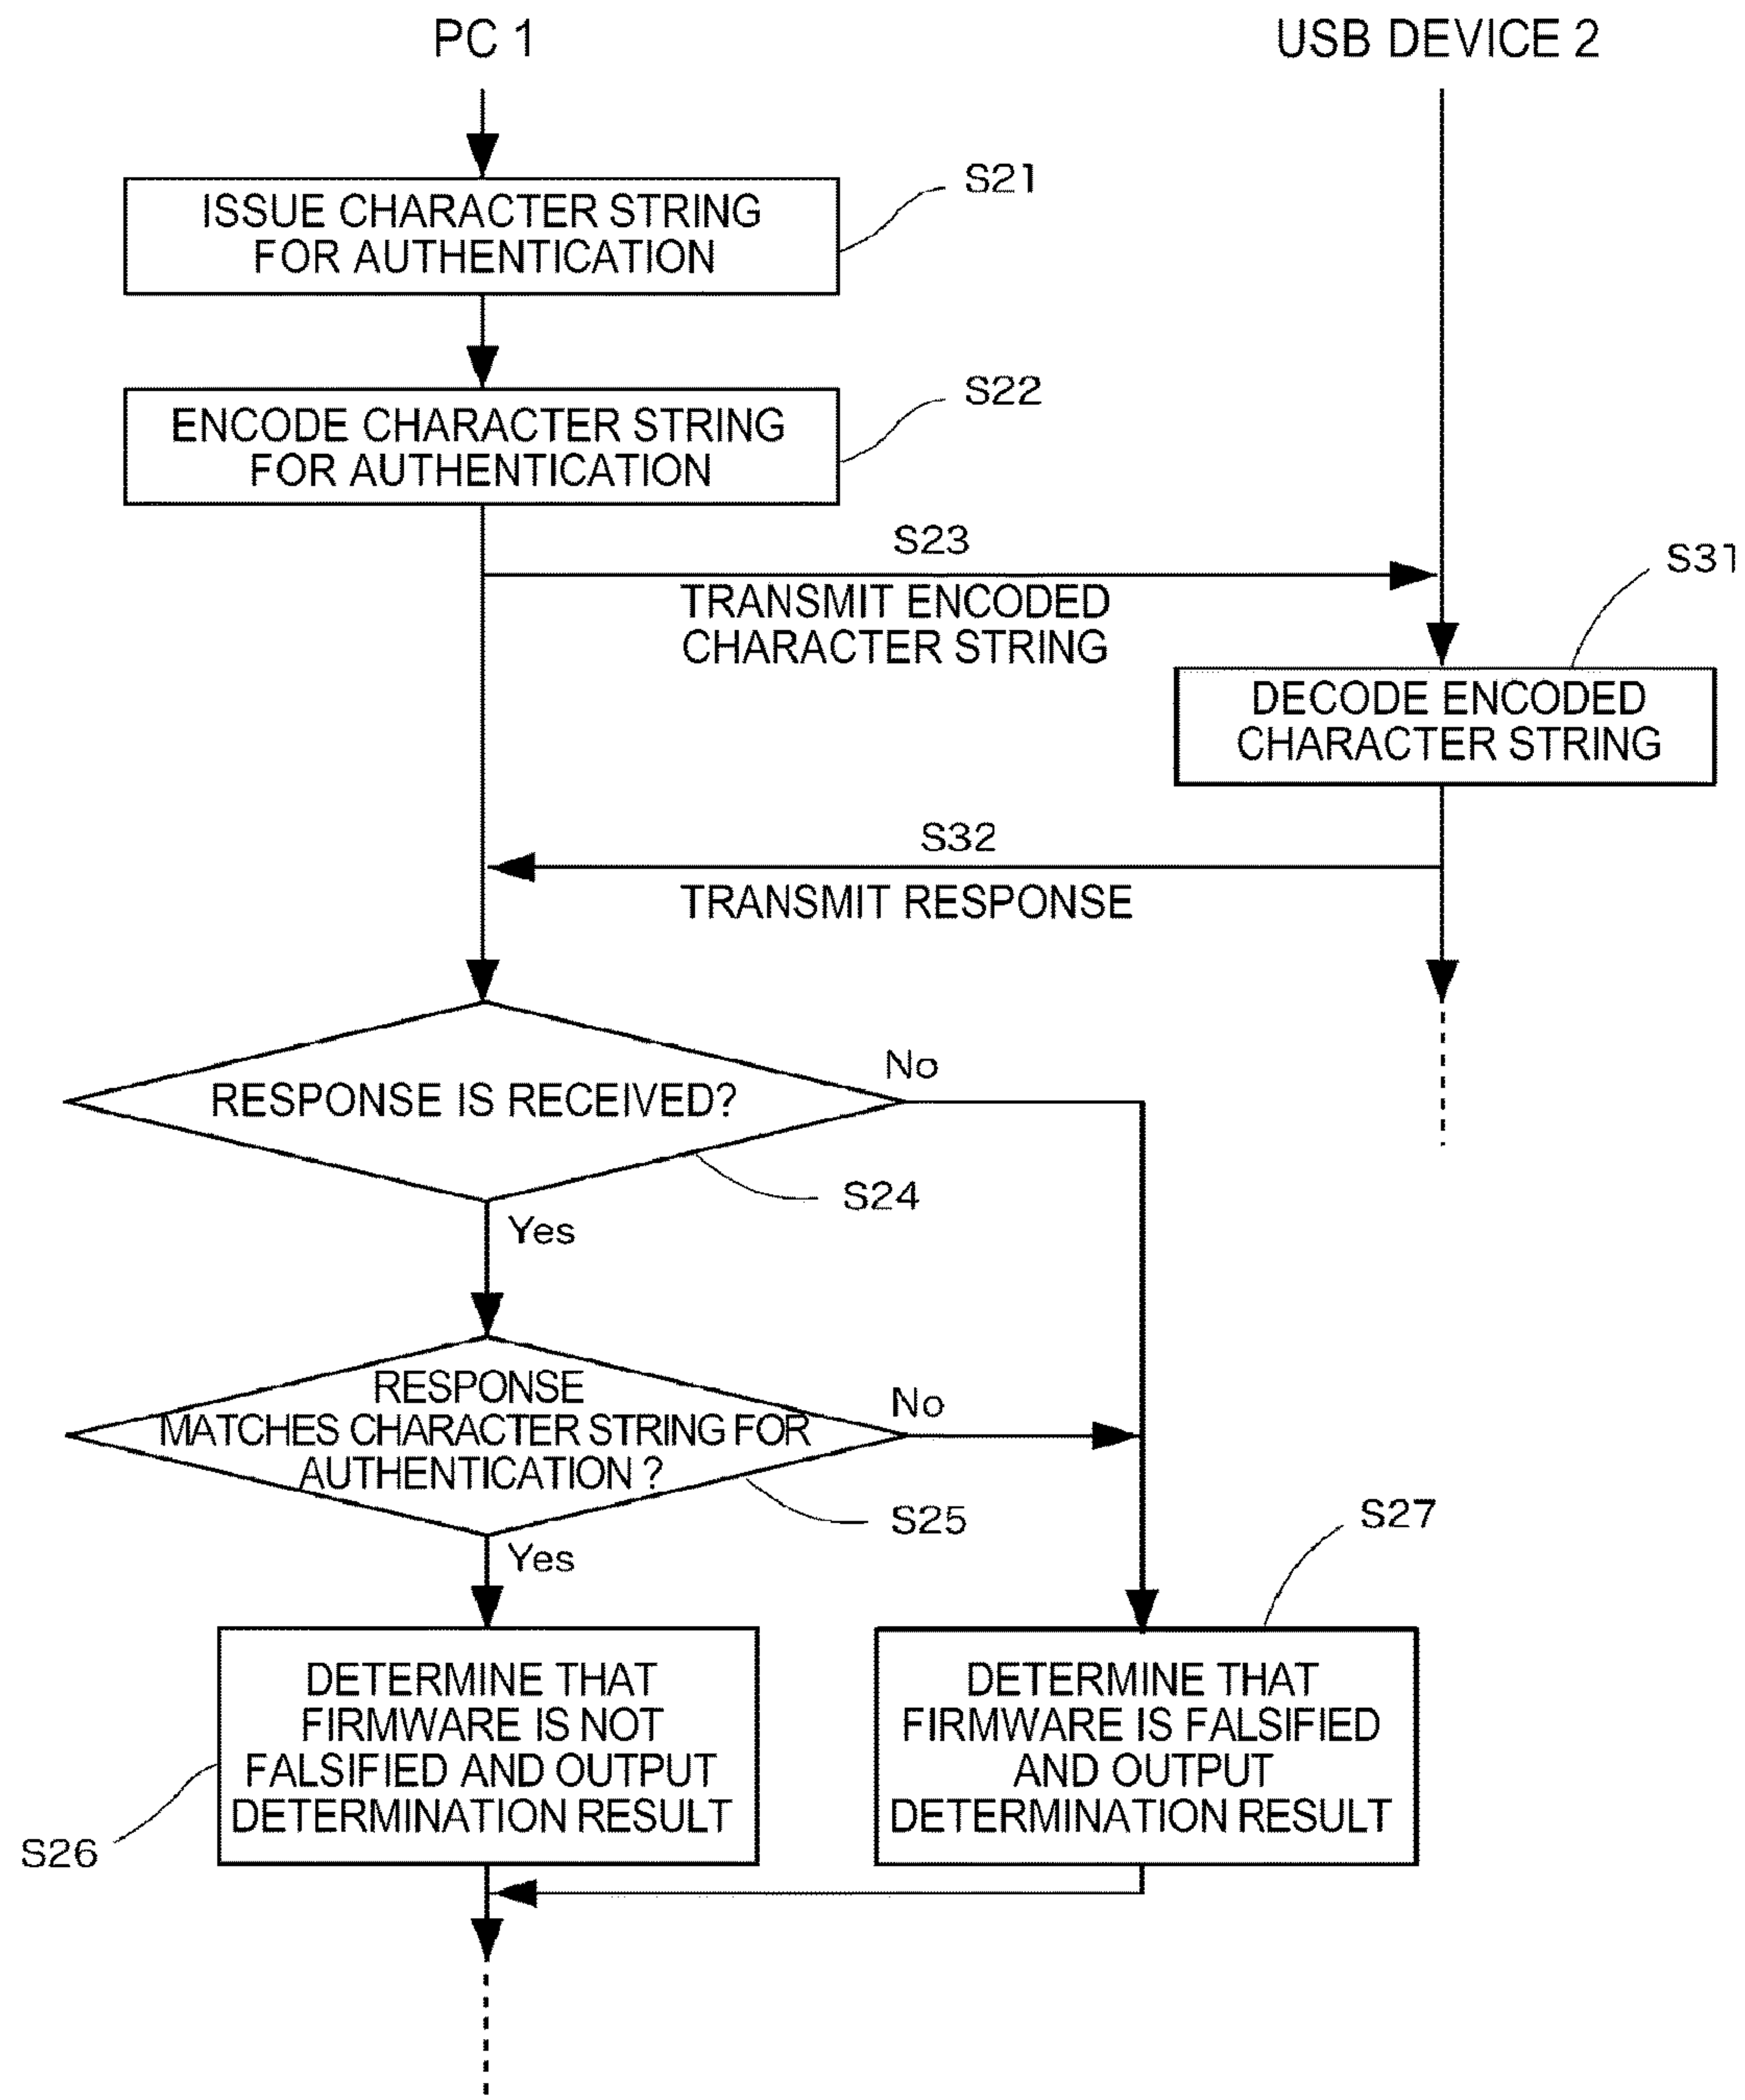 PC 1
USB DEVICE 2
S21
ISSUE CHARACTER STRING
FOR AUTHENTICATION
S22
ENCODE CHARACTER STRING
FOR AUTHENTICATION
S23
TRANSMIT ENCODED
CHARACTER STRING
S31
DECODE ENCODED
CHARACTER STRING
S32
TRANSMIT RESPONSE
RESPONSE IS RECEIVED?
No
S24
Yes
RESPONSE
MATCHES CHARACTER STRING FOR
AUTHENTICATION ?
No
S25
Yes
S27
DETERMINE THAT
FIRMWARE IS NOT
FALSIFIED AND OUTPUT
DETERMINATION RESULT
S26
DETERMINE THAT
FIRMWARE IS FALSIFIED
AND OUTPUT
DETERMINATION RESULT